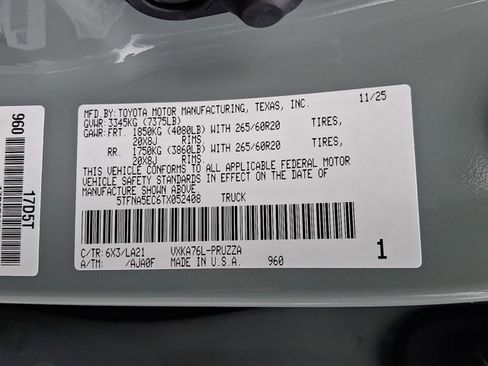 MFD. BY: TOYOTA MOTOR MANUFACTURING, TEXAS, INC. 11/25
GVWR: 3345KG (7375LB)
GAWR: FRT. 1850KG (4080LB) WITH 265/60R20 TIRES,
20X8J RIMS
RR. 1750KG (3860LB) WITH 265/60R20 TIRES,
20X8J RIMS
THIS VEHICLE CONFORMS TO ALL APPLICABLE FEDERAL MOTOR
VEHICLE SAFETY STANDARDS IN EFFECT ON THE DATE OF
MANUFACTURE SHOWN ABOVE.
5TFNA5EC6TX052408 TRUCK
C/TR: 6X3/LA21 VXKA76L-PRUZZA
A/TM: /AJA0F MADE IN U.S.A. 960
1
960
17D5T